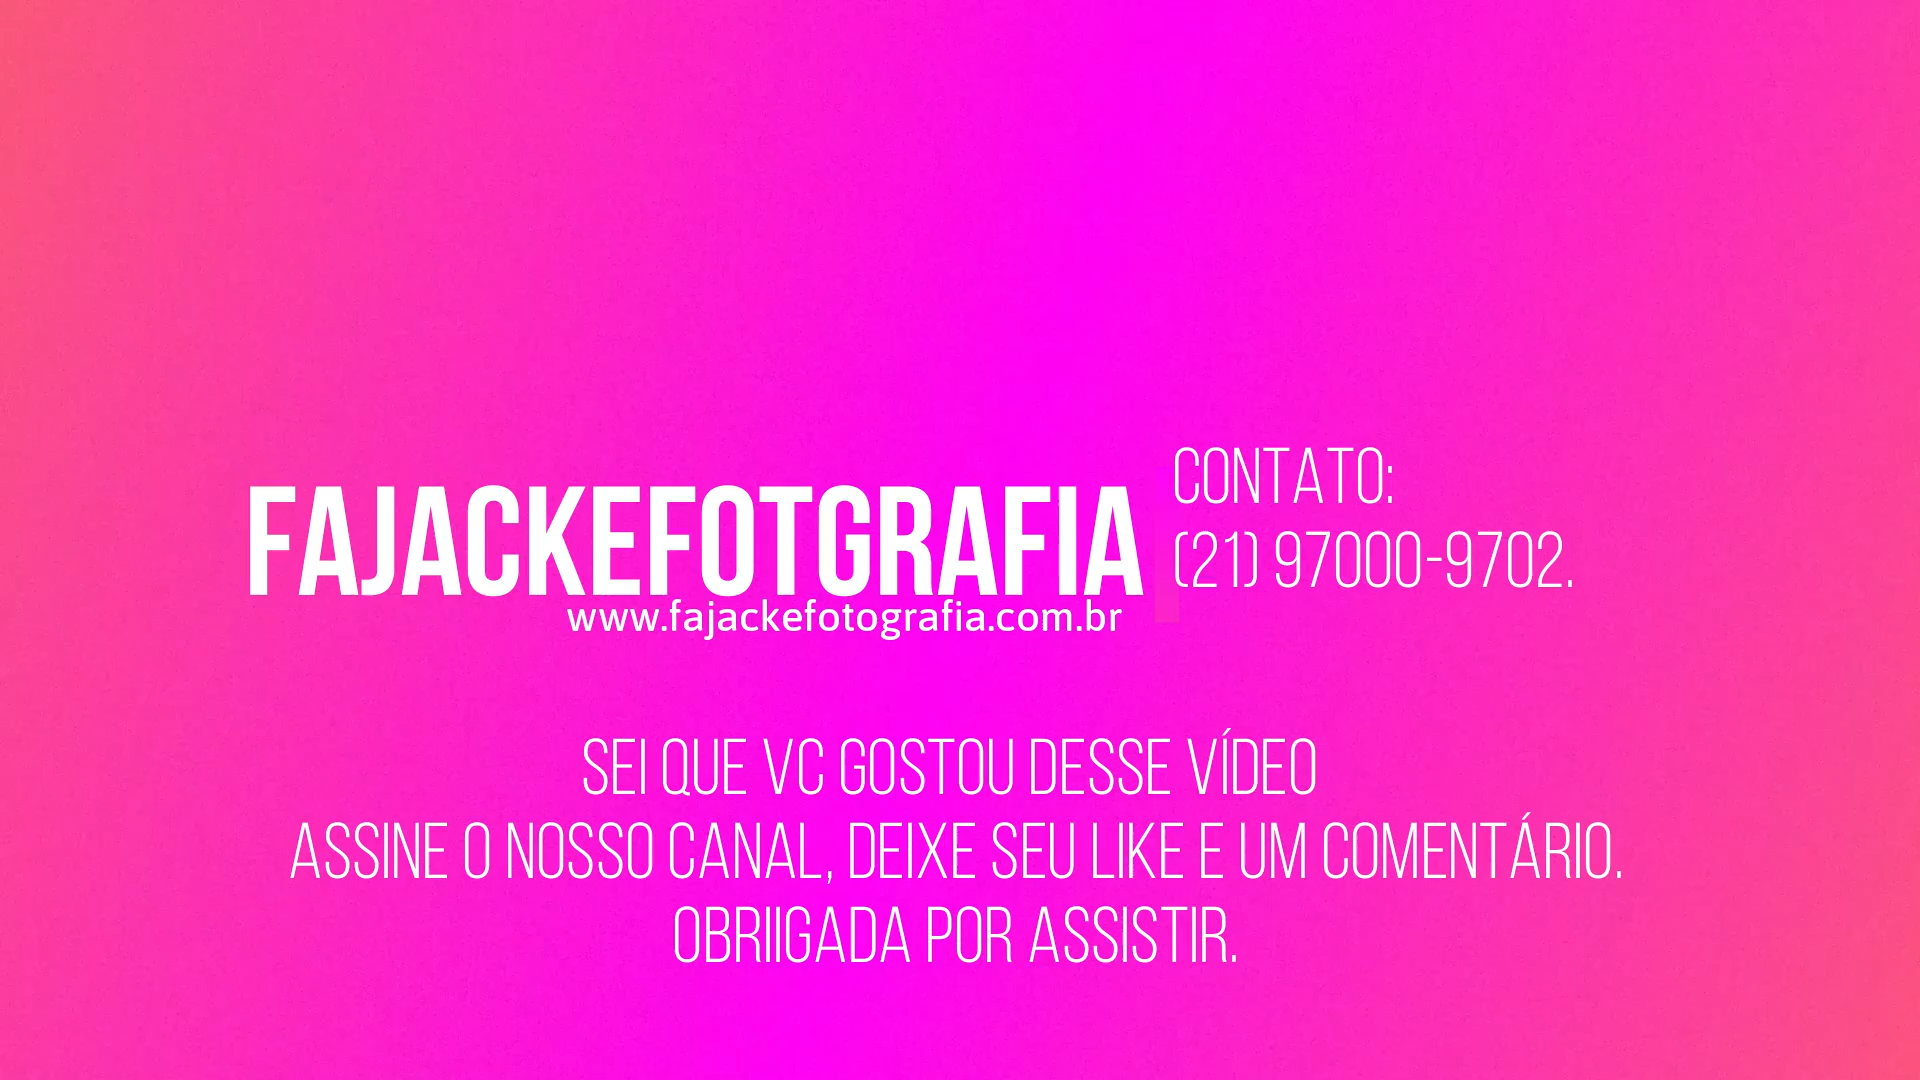 FAJACKEFOTGRAFIA
www.fajackefotografia.com.br
CONTATO:
(21) 97000-9702.
SEI QUE VC GOSTOU DESSE VÍDEO
ASSINE O NOSSO CANAL, DEIXE SEU LIKE E UM COMENTÁRIO.
OBRIIGADA POR ASSISTIR.